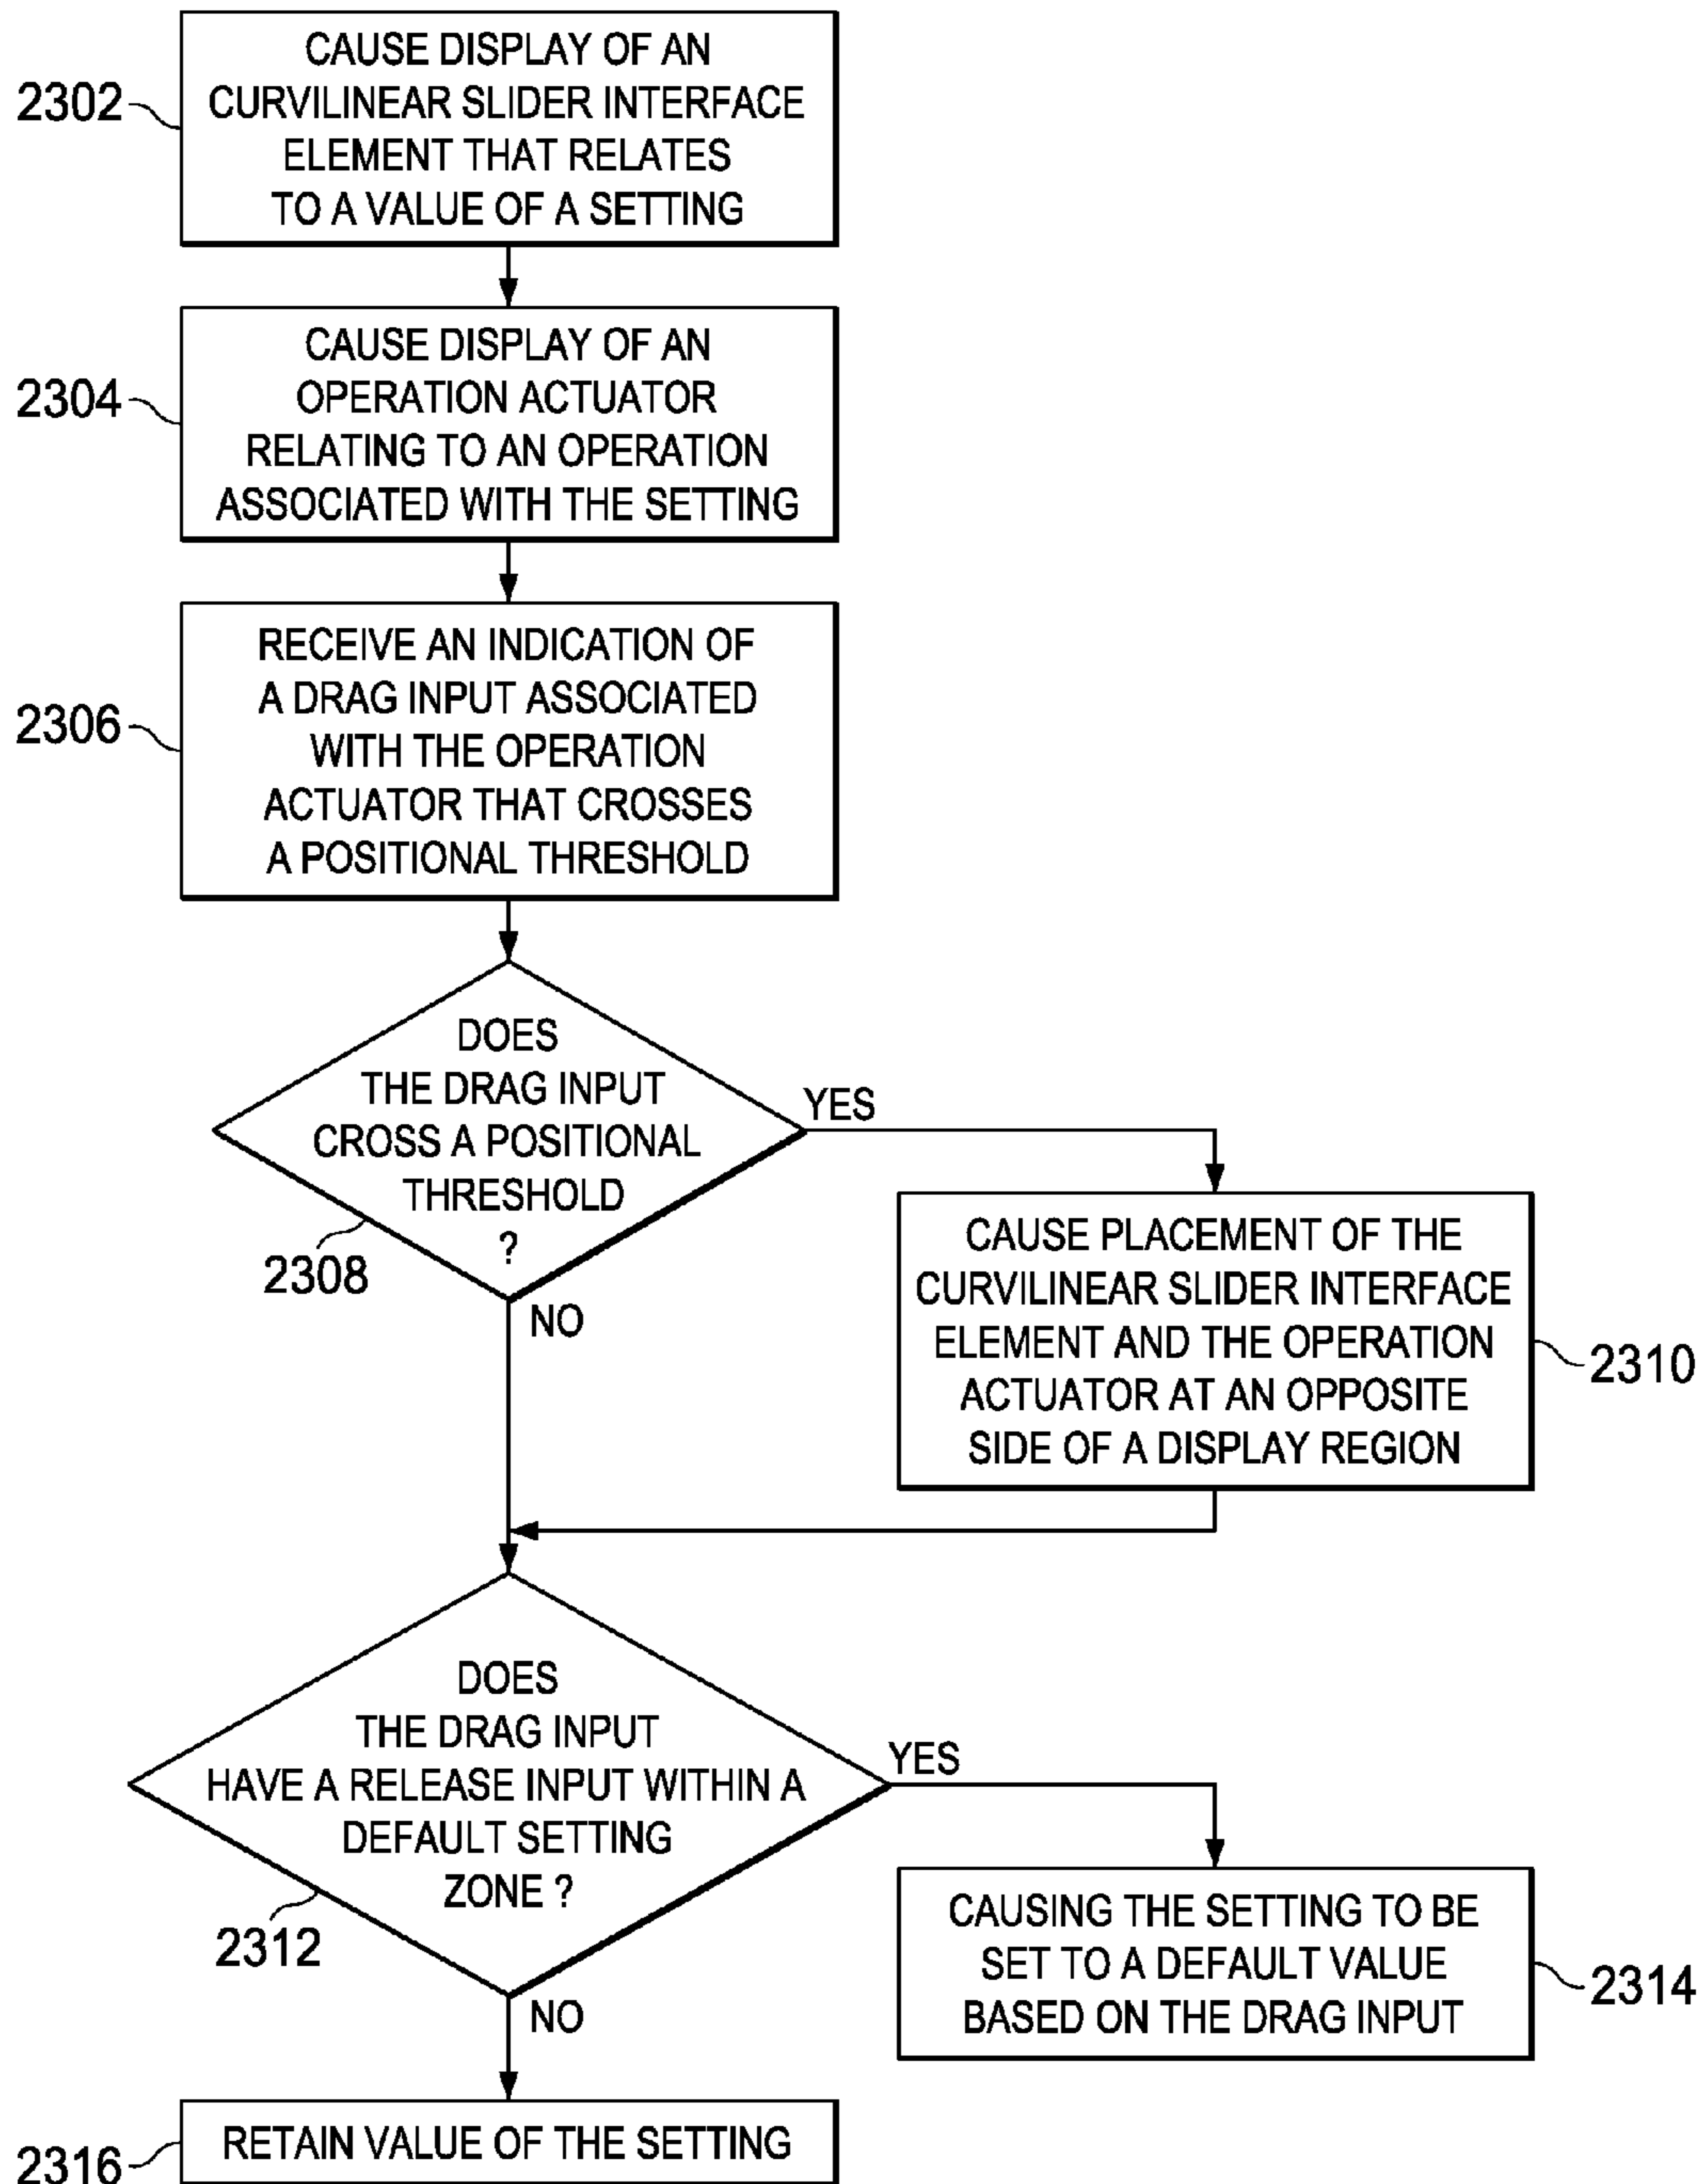 2302
CAUSE DISPLAY OF AN
CURVILINEAR SLIDER INTERFACE
ELEMENT THAT RELATES
TO A VALUE OF A SETTING
2304
CAUSE DISPLAY OF AN
OPERATION ACTUATOR
RELATING TO AN OPERATION
ASSOCIATED WITH THE SETTING
2306
RECEIVE AN INDICATION OF
A DRAG INPUT ASSOCIATED
WITH THE OPERATION
ACTUATOR THAT CROSSES
A POSITIONAL THRESHOLD
DOES
THE DRAG INPUT
CROSS A POSITIONAL
THRESHOLD
?
2308
YES
NO
CAUSE PLACEMENT OF THE
CURVILINEAR SLIDER INTERFACE
ELEMENT AND THE OPERATION
ACTUATOR AT AN OPPOSITE
SIDE OF A DISPLAY REGION
2310
DOES
THE DRAG INPUT
HAVE A RELEASE INPUT WITHIN A
DEFAULT SETTING
ZONE ?
2312
YES
NO
CAUSING THE SETTING TO BE
SET TO A DEFAULT VALUE
BASED ON THE DRAG INPUT
2314
RETAIN VALUE OF THE SETTING
2316